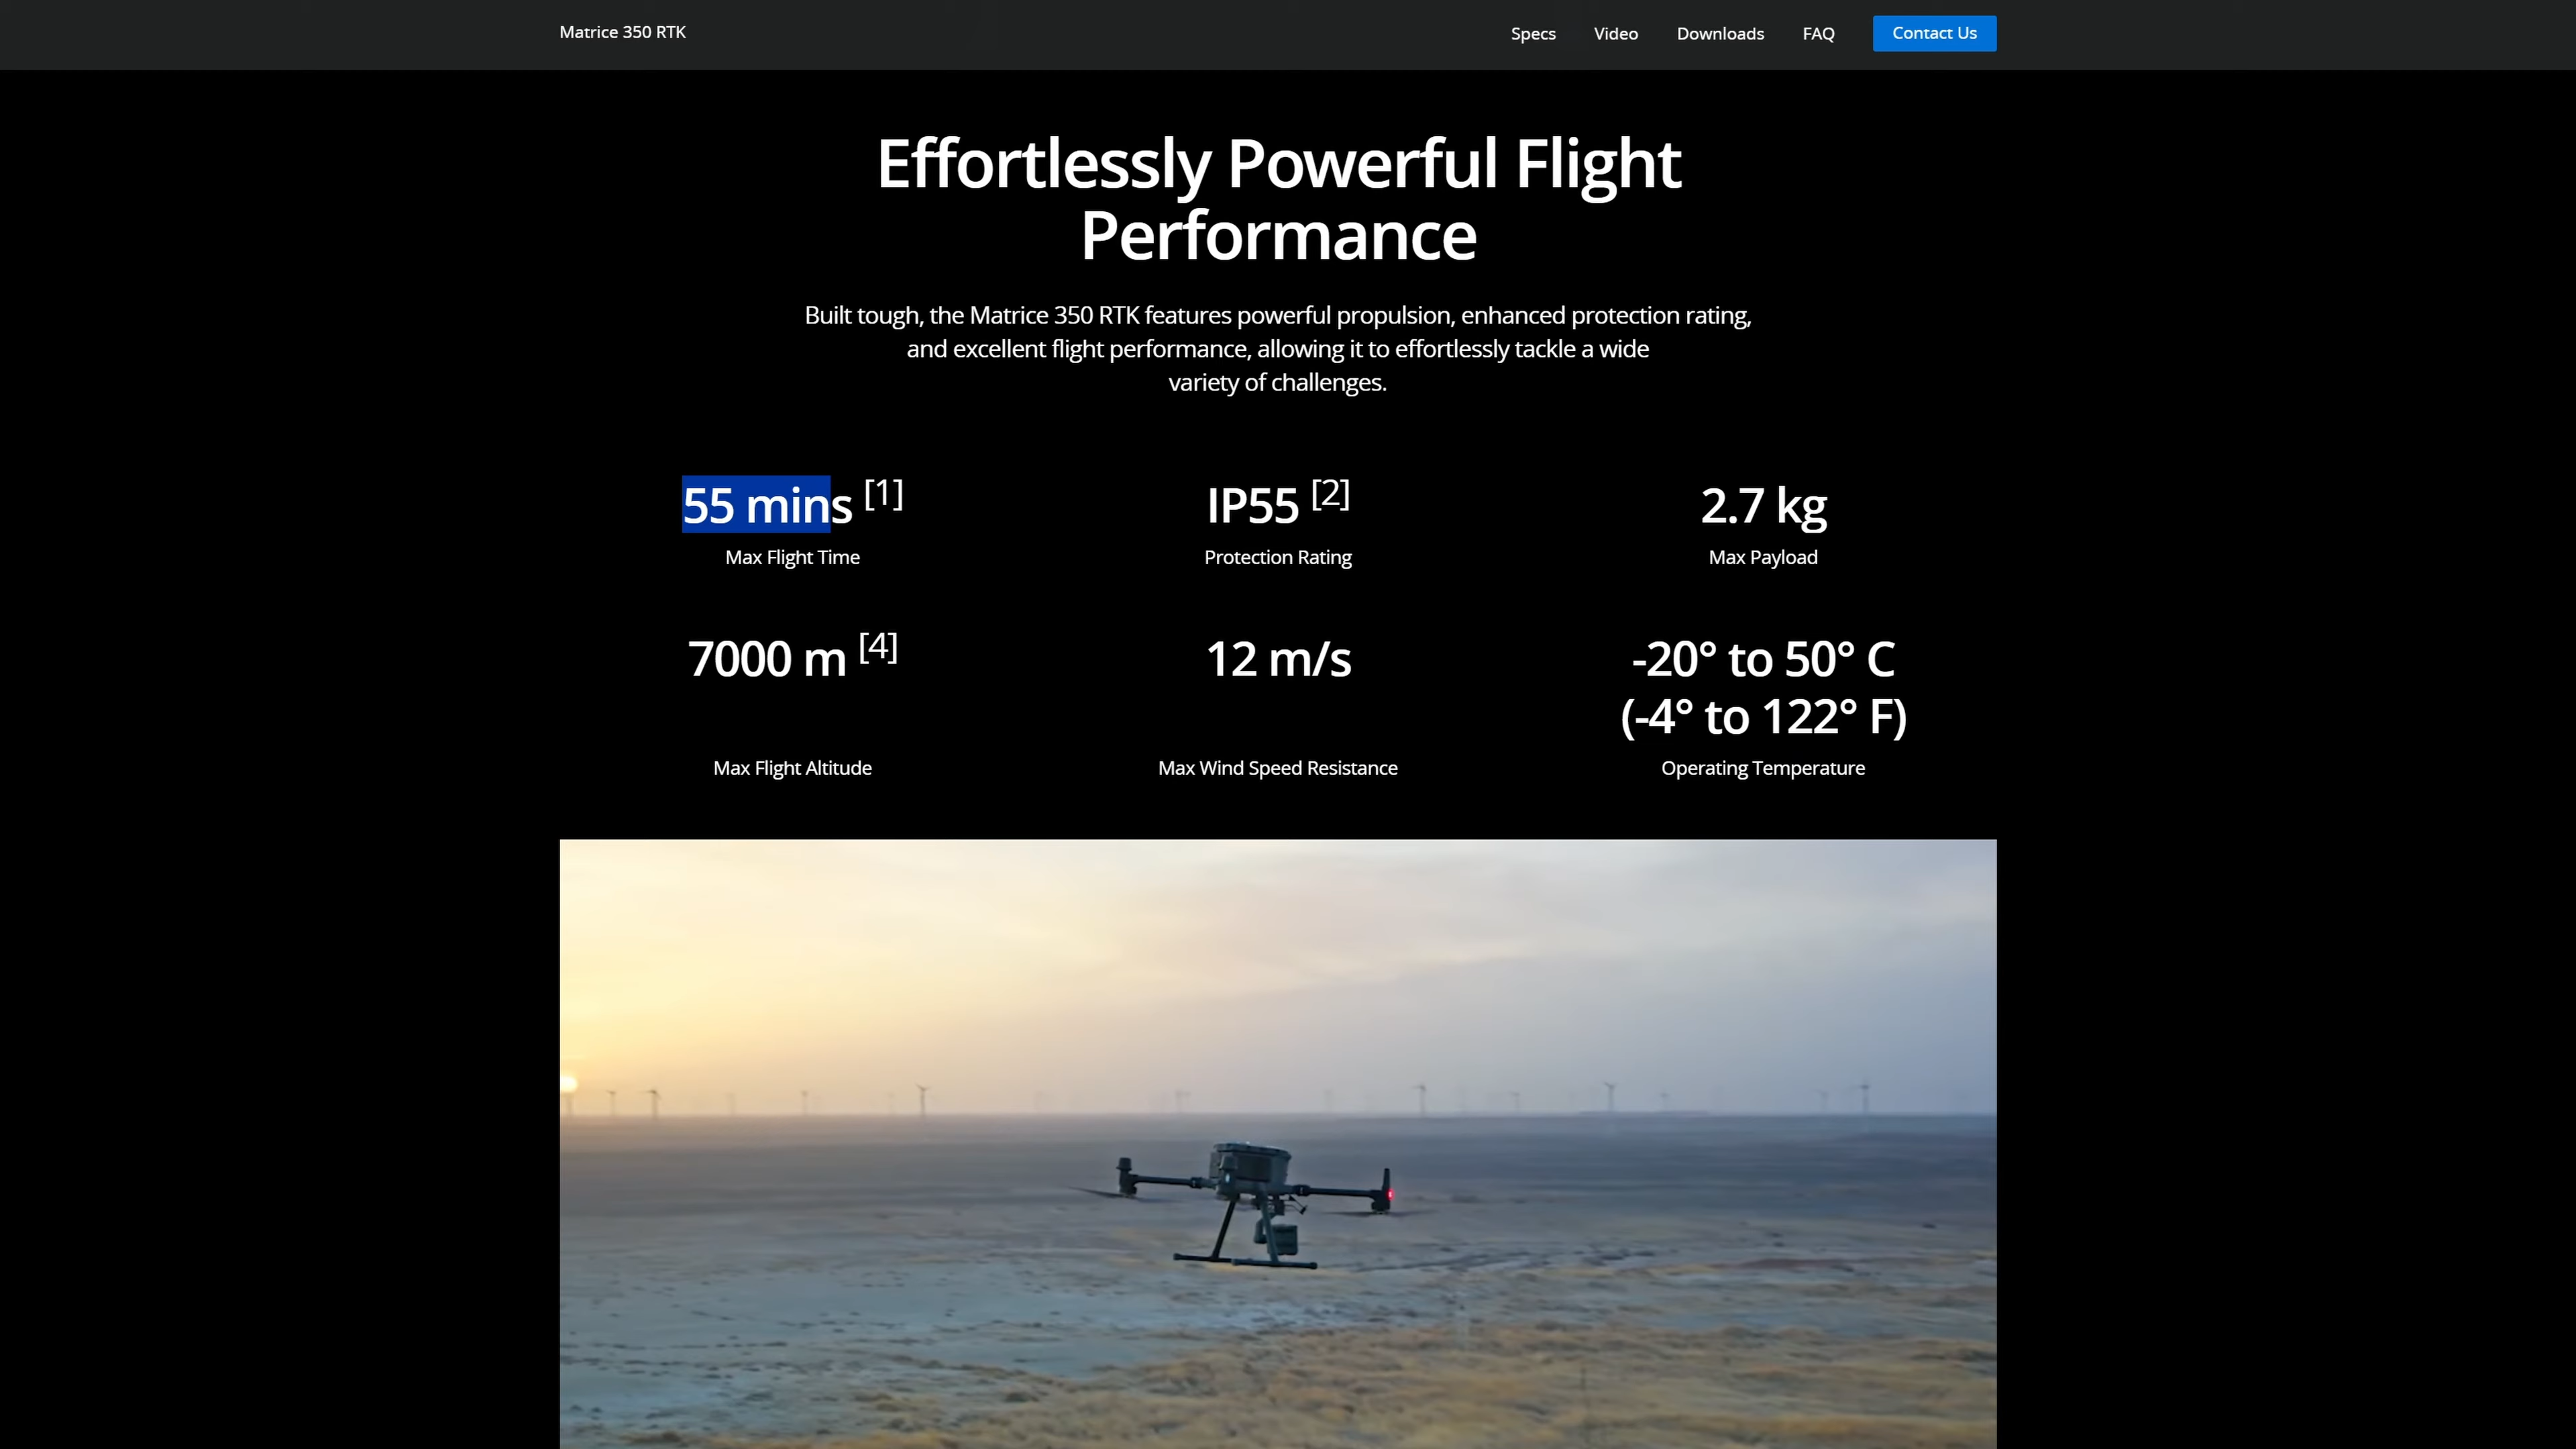 Matrice 350 RTK
Specs
Video
Downloads
FAQ
Contact Us
Effortlessly Powerful Flight
Performance
Built tough, the Matrice 350 RTK features powerful propulsion, enhanced protection rating,
and excellent flight performance, allowing it to effortlessly tackle a wide
variety of challenges.
55 mins [1]
Max Flight Time
IP55 [2]
Protection Rating
2.7 kg
Max Payload
7000 m [4]
Max Flight Altitude
12 m/s
Max Wind Speed Resistance
-20° to 50° C
(-4° to 122° F)
Operating Temperature